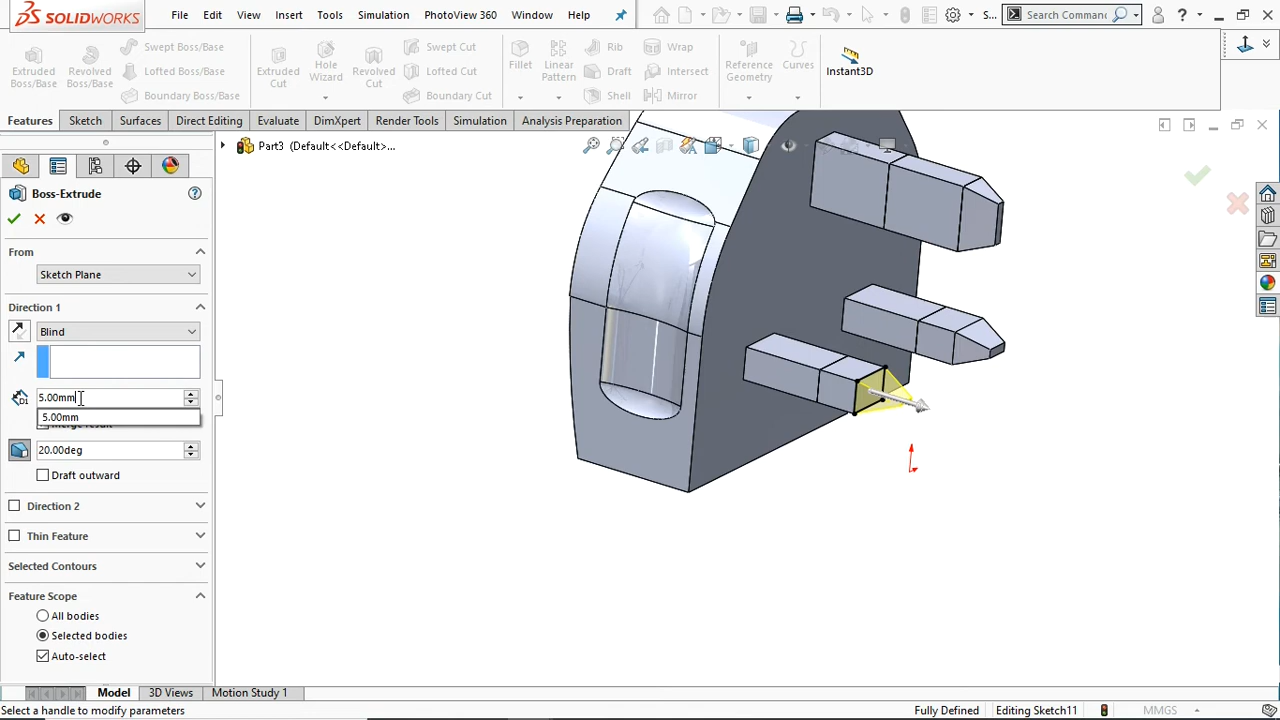 SOLIDWORKS File Edit View Insert Tools Simulation PhotoView 360 Window Help S... Search Commands
Extruded Boss/Base
Revolved Boss/Base
Swept Boss/Base
Lofted Boss/Base
Boundary Boss/Base
Extruded Cut
Hole Wizard
Revolved Cut
Swept Cut
Lofted Cut
Boundary Cut
Fillet
Linear Pattern
Rib
Draft
Shell
Wrap
Intersect
Mirror
Reference Geometry
Curves
Instant3D
Features Sketch Surfaces Direct Editing Evaluate DimXpert Render Tools Simulation Analysis Preparation
Part3 (Default<<Default>...
Boss-Extrude
From
Sketch Plane
Direction 1
Blind
5.00mm
5.00mm
Merge result
20.00deg
Draft outward
Direction 2
Thin Feature
Selected Contours
Feature Scope
All bodies
Selected bodies
Auto-select
Model 3D Views Motion Study 1
Select a handle to modify parameters Fully Defined Editing Sketch11 MMGS